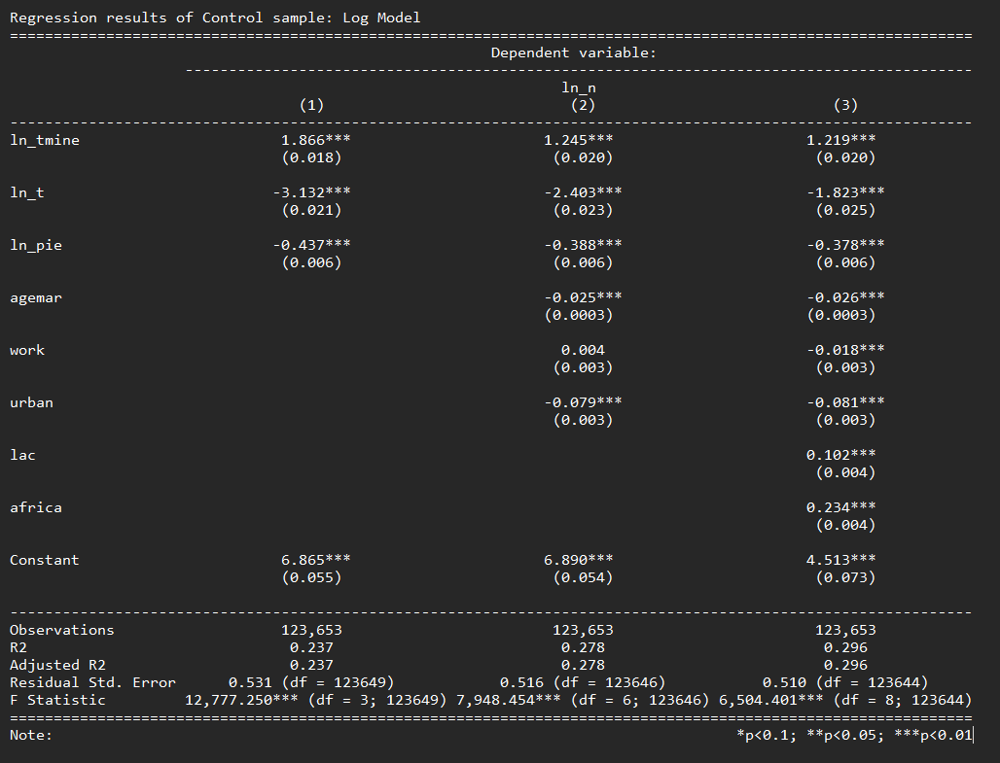 Regression results of Control sample: Log Model
==============================================================================================================
Dependent variable:
------------------------------------------------------------------------------------------
ln_n
(1) (2) (3)
--------------------------------------------------------------------------------------------------------------
ln_tmine 1.866*** 1.245*** 1.219***
(0.018) (0.020) (0.020)
ln_t -3.132*** -2.403*** -1.823***
(0.021) (0.023) (0.025)
ln_pie -0.437*** -0.388*** -0.378***
(0.006) (0.006) (0.006)
agemar -0.025*** -0.026***
(0.0003) (0.0003)
work 0.004 -0.018***
(0.003) (0.003)
urban -0.079*** -0.081***
(0.003) (0.003)
lac 0.102***
(0.004)
africa 0.234***
(0.004)
Constant 6.865*** 6.890*** 4.513***
(0.055) (0.054) (0.073)
--------------------------------------------------------------------------------------------------------------
Observations 123,653 123,653 123,653
R2 0.237 0.278 0.296
Adjusted R2 0.237 0.278 0.296
Residual Std. Error 0.531 (df = 123649) 0.516 (df = 123646) 0.510 (df = 123644)
F Statistic 12,777.250*** (df = 3; 123649) 7,948.454*** (df = 6; 123646) 6,504.401*** (df = 8; 123644)
==============================================================================================================
Note: *p<0.1; **p<0.05; ***p<0.01